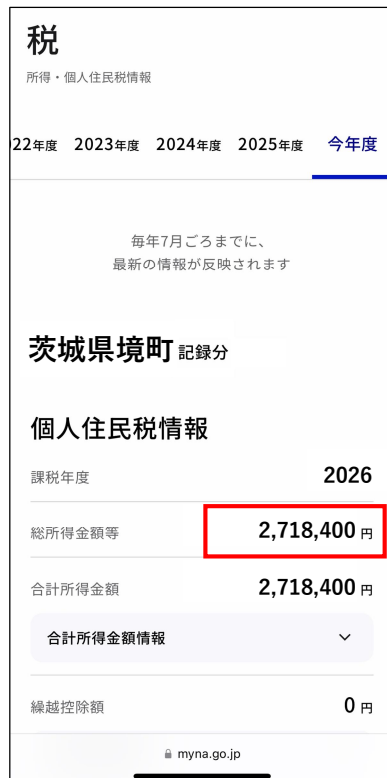 税
所得・個人住民税情報
22年度 2023年度 2024年度 2025年度 今年度
毎年7月ごろまでに、
最新の情報が反映されます
茨城県境町 記録分
個人住民税情報
課税年度 2026
総所得金額等 2,718,400 円
合計所得金額 2,718,400 円
合計所得金額情報
繰越控除額 0 円
myna.go.jp